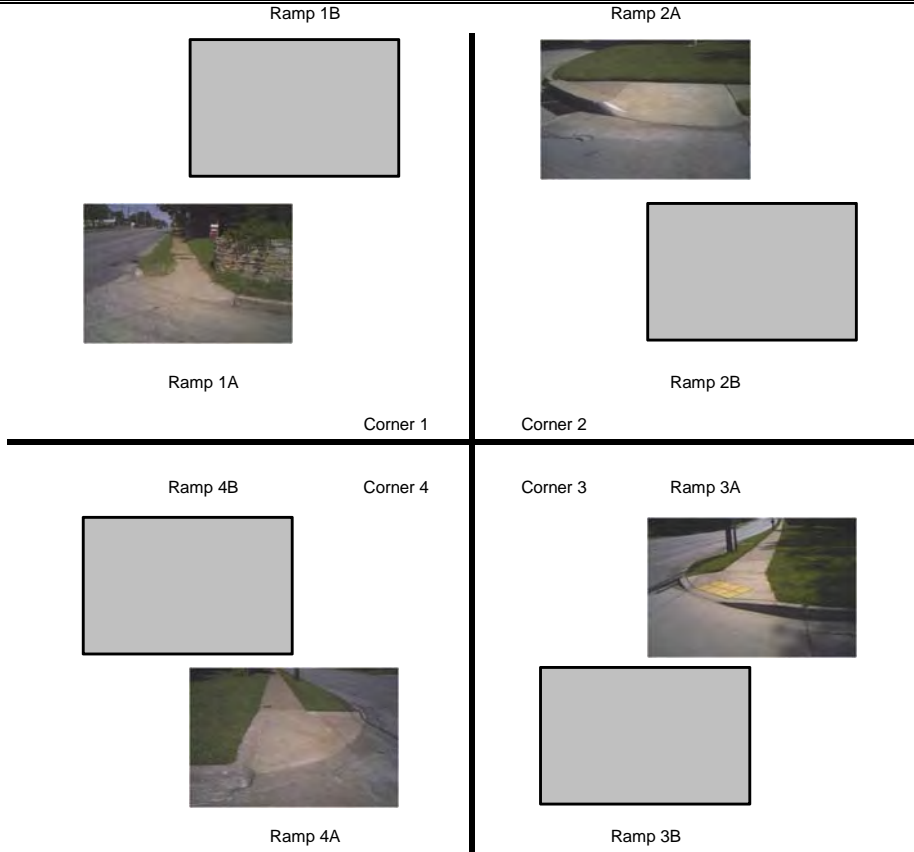 Ramp 1B
Ramp 2A
Ramp 1A
Ramp 2B
Corner 1
Corner 2
Ramp 4B
Corner 4
Corner 3
Ramp 3A
Ramp 4A
Ramp 3B